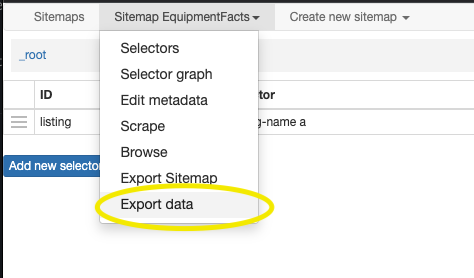 Sitemaps Sitemap EquipmentFacts Create new sitemap
_root
Selectors
Selector graph
ID tor
Edit metadata
listing g-name a
Scrape
Browse
Add new selector
Export Sitemap
Export data